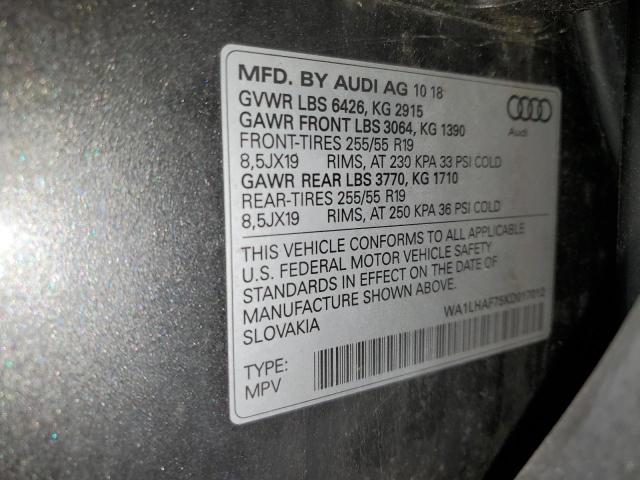 MFD. BY AUDI AG 10 18
GVWR LBS 6426, KG 2915
GAWR FRONT LBS 3064, KG 1390
FRONT-TIRES 255/55 R19
8,5JX19 RIMS, AT 230 KPA 33 PSI COLD
GAWR REAR LBS 3770, KG 1710
REAR-TIRES 255/55 R19
8,5JX19 RIMS, AT 250 KPA 36 PSI COLD
Audi
THIS VEHICLE CONFORMS TO ALL APPLICABLE
U.S. FEDERAL MOTOR VEHICLE SAFETY
STANDARDS IN EFFECT ON THE DATE OF
MANUFACTURE SHOWN ABOVE.
SLOVAKIA
WA1LHAF75KD017012
TYPE:
MPV